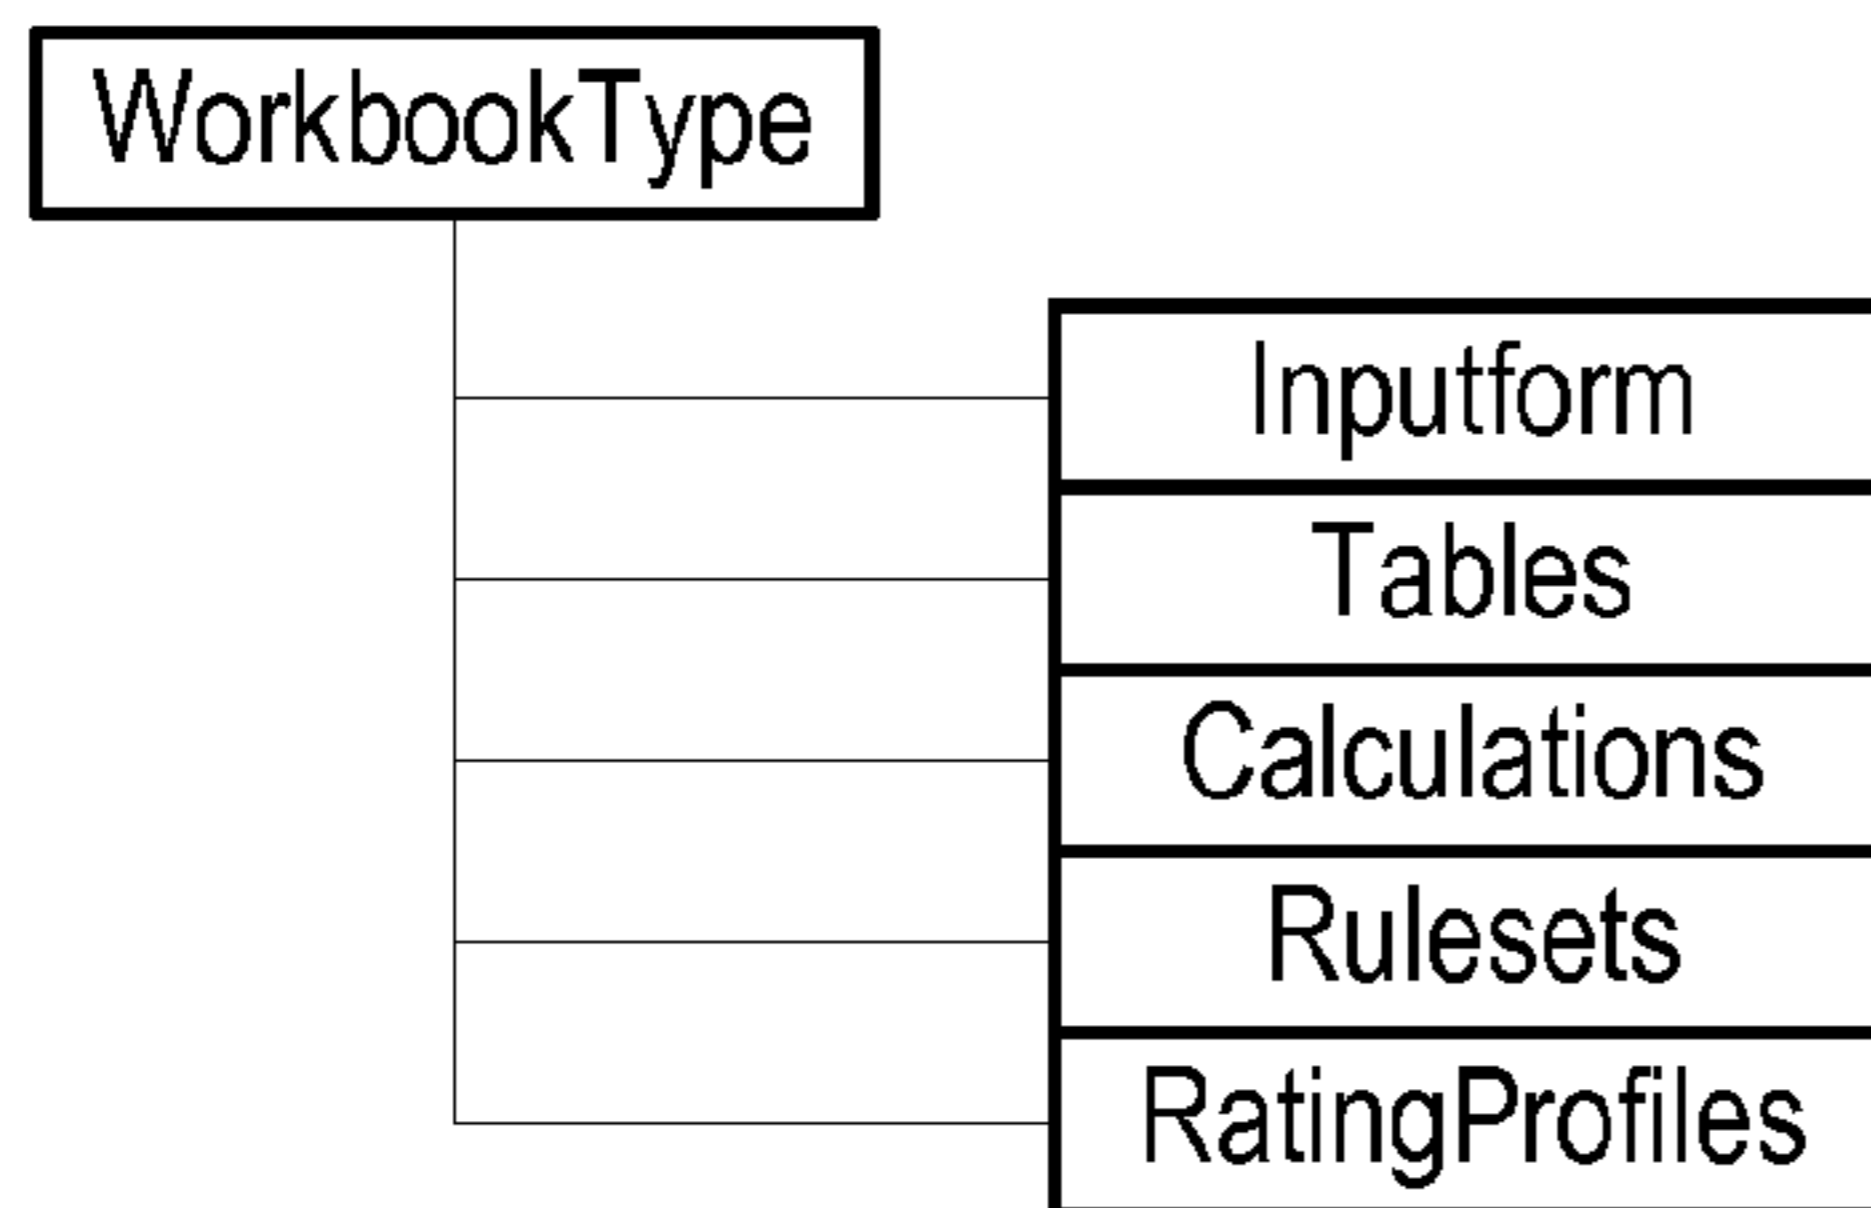 WorkbookType
Inputform
Tables
Calculations
Rulesets
RatingProfiles